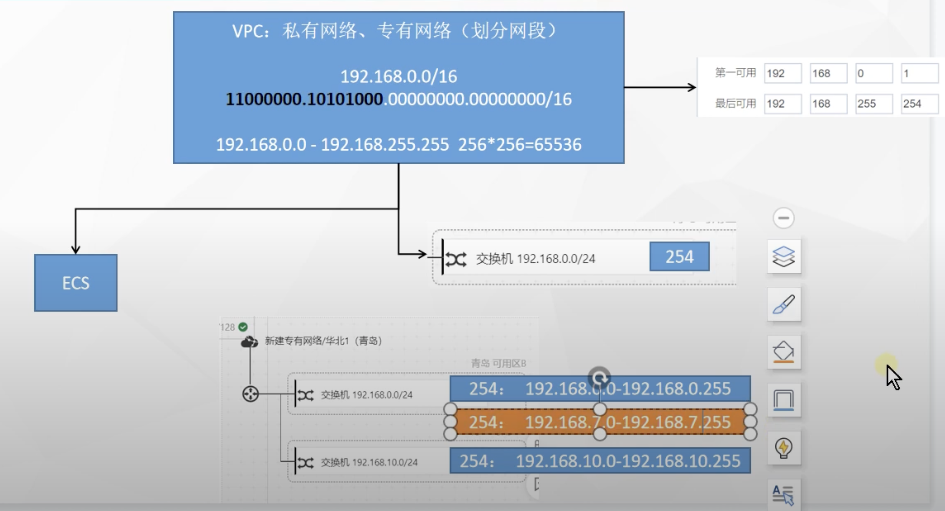 VPC：私有网络、专有网络（划分网段）
192.168.0.0/16
11000000.10101000.00000000.00000000/16
192.168.0.0 - 192.168.255.255 256*256=65536
第一可用 192 168 0 1
最后可用 192 168 255 254
ECS
交换机 192.168.0.0/24
254
128
新建专有网络/华北1（青岛）
青岛 可用区B
交换机 192.168.0.0/24
254： 192.168.0.0-192.168.0.255
254： 192.168.7.0-192.168.7.255
交换机 192.168.10.0/24
254： 192.168.10.0-192.168.10.255